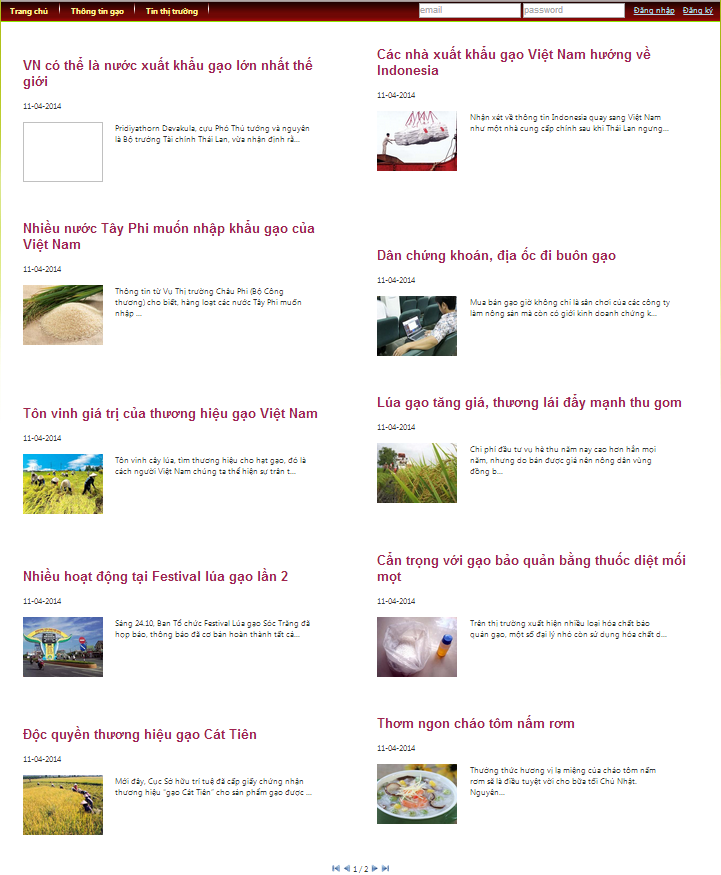 Trang chủ Thông tin gạo Tin thị trường email password Đăng nhập Đăng ký
VN có thể là nước xuất khẩu gạo lớn nhất thế
giới
11-04-2014
Pridiyathorn Devakula, cựu Phó Thủ tướng và nguyên
là Bộ trưởng Tài chính Thái Lan, vừa nhận định rằ...
Các nhà xuất khẩu gạo Việt Nam hướng về
Indonesia
11-04-2014
Nhận xét về thông tin Indonesia quay sang Việt Nam
như một nhà cung cấp chính sau khi Thái Lan ngưng...
Nhiều nước Tây Phi muốn nhập khẩu gạo của
Việt Nam
11-04-2014
Thông tin từ Vụ Thị trường Châu Phi (Bộ Công
thương) cho biết, hàng loạt các nước Tây Phi muốn
nhập ...
Dân chứng khoán, địa ốc đi buôn gạo
11-04-2014
Mua bán gạo giờ không chỉ là sân chơi của các công ty
làm nông sản mà còn có giới kinh doanh chứng k...
Tôn vinh giá trị của thương hiệu gạo Việt Nam
11-04-2014
Tôn vinh cây lúa, tìm thương hiệu cho hạt gạo, đó là
cách người Việt Nam chúng ta thể hiện sự trân t...
Lúa gạo tăng giá, thương lái đẩy mạnh thu gom
11-04-2014
Chi phí đầu tư vụ hè thu năm nay cao hơn hẳn mọi
năm, nhưng do bán được giá nên nông dân vùng
đồng b...
Nhiều hoạt động tại Festival lúa gạo lần 2
11-04-2014
Sáng 24.10, Ban Tổ chức Festival Lúa gạo Sóc Trăng đã
họp báo, thông báo đã cơ bản hoàn thành tất cả...
Cẩn trọng với gạo bảo quản bằng thuốc diệt mối
mọt
11-04-2014
Trên thị trường xuất hiện nhiều loại hóa chất bảo
quản gạo, một số đại lý nhỏ còn sử dụng hóa chất d...
Độc quyền thương hiệu gạo Cát Tiên
11-04-2014
Mới đây, Cục Sở hữu trí tuệ đã cấp giấy chứng nhận
thương hiệu "gạo Cát Tiên" cho sản phẩm gạo được ...
Thơm ngon cháo tôm nấm rơm
11-04-2014
Thưởng thức hương vị lạ miệng của cháo tôm nấm
rơm sẽ là điều tuyệt vời cho bữa tối Chủ Nhật.
Nguyên...
1 / 2